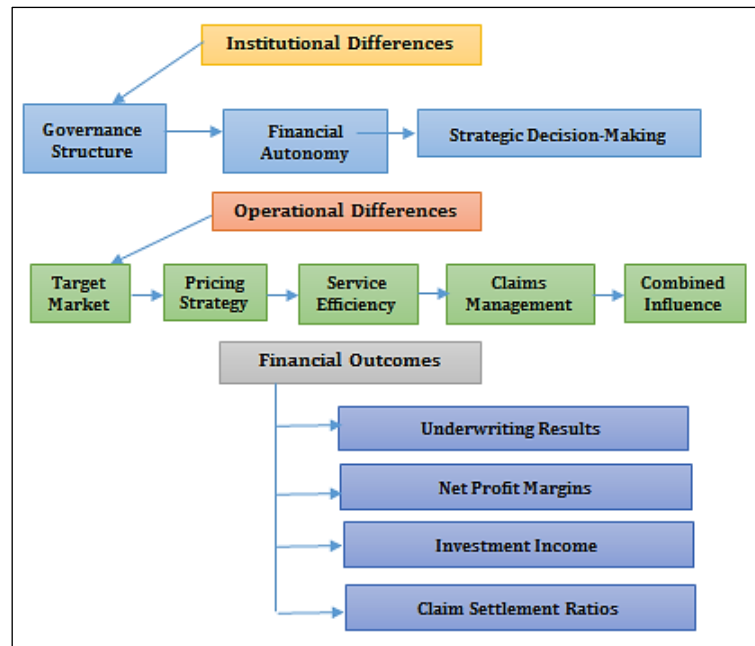 Institutional Differences
Governance
Structure
Financial
Autonomy
Strategic Decision-Making
Operational Differences
Target
Market
Pricing
Strategy
Service
Efficiency
Claims
Management
Combined
Influence
Financial Outcomes
Underwriting Results
Net Profit Margins
Investment Income
Claim Settlement Ratios